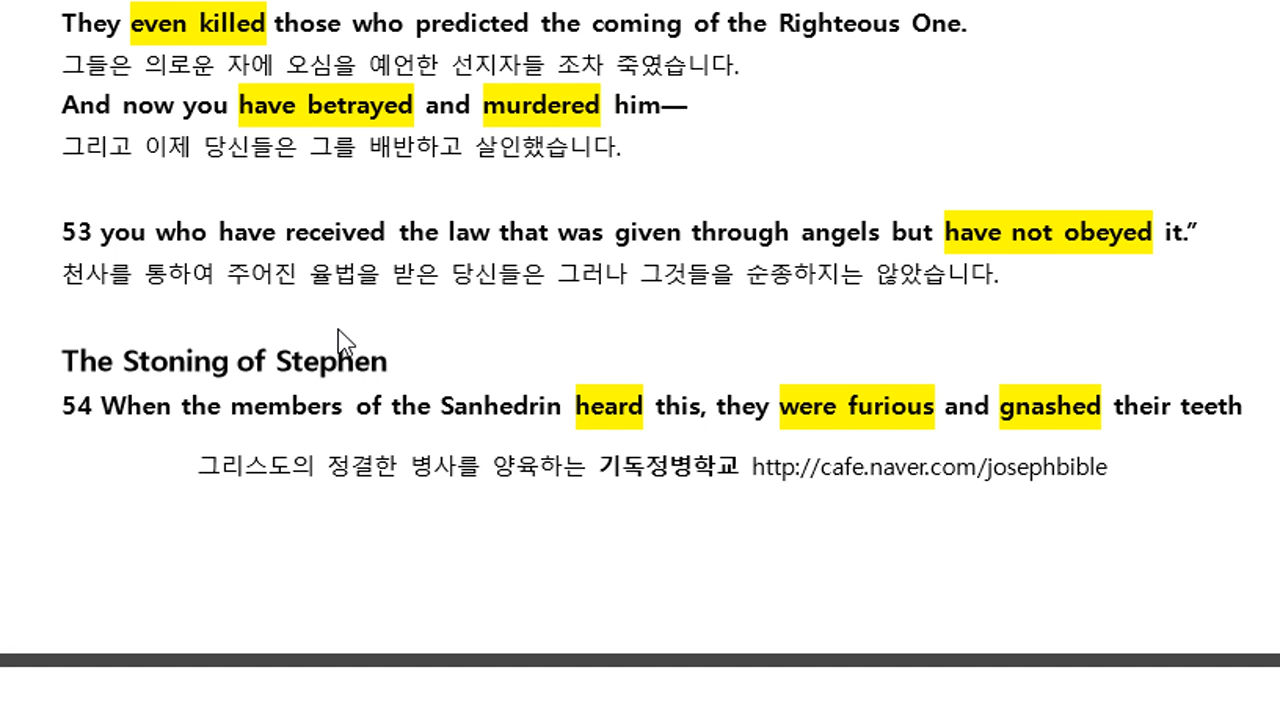 They even killed those who predicted the coming of the Righteous One.
그들은 의로운 자에 오심을 예언한 선지자들 조차 죽였습니다.
And now you have betrayed and murdered him—
그리고 이제 당신들은 그를 배반하고 살인했습니다.
53 you who have received the law that was given through angels but have not obeyed it.”
천사를 통하여 주어진 율법을 받은 당신들은 그러나 그것들을 순종하지는 않았습니다.
The Stoning of Stephen
54 When the members of the Sanhedrin heard this, they were furious and gnashed their teeth
그리스도의 정결한 병사를 양육하는 기독정병학교 http://cafe.naver.com/josephbible